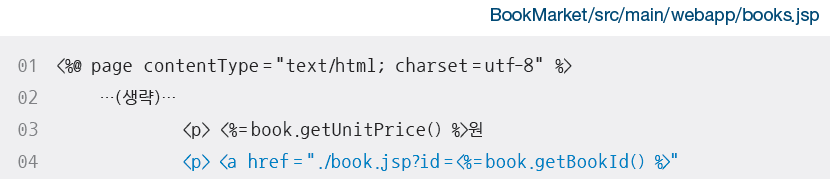 BookMarket/src/main/webapp/books.jsp
01 <%@ page contentType="text/html; charset=utf-8" %>
02 …(생략)…
03 <p> <%=book.getUnitPrice() %>원
04 <p> <a href="./book.jsp?id=<%=book.getBookId() %>"